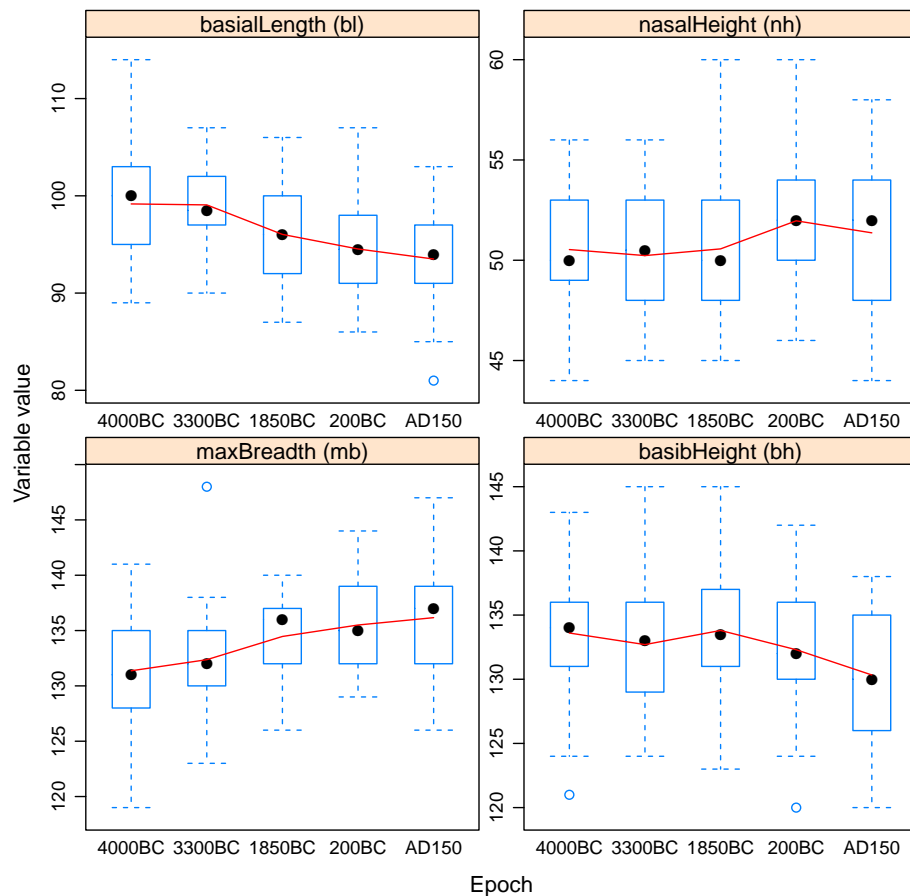 basialLength (bl)
nasalHeight (nh)
110
100
90
80
60
55
50
45
4000BC 3300BC 1850BC 200BC AD150
4000BC 3300BC 1850BC 200BC AD150
Variable value
maxBreadth (mb)
basibHeight (bh)
145
140
135
130
125
120
145
140
135
130
125
120
4000BC 3300BC 1850BC 200BC AD150
4000BC 3300BC 1850BC 200BC AD150
Epoch